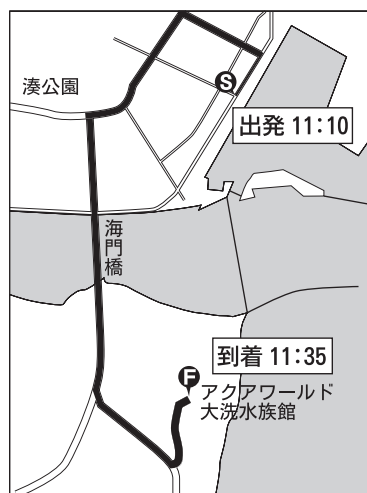 湊公園
S
出発 11:10
海門橋
到着 11:35
F
アクアワールド
大洗水族館